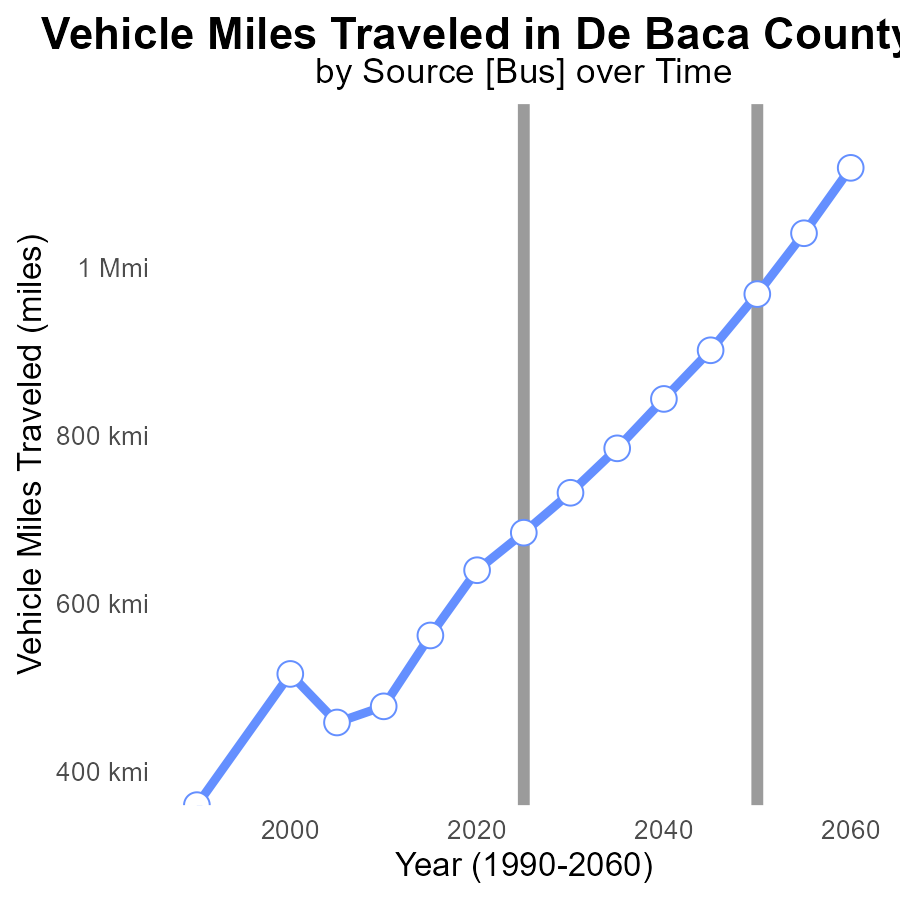 Vehicle Miles Traveled in De Baca County
by Source [Bus] over Time
Vehicle Miles Traveled (miles)
1 Mmi
800 kmi
600 kmi
400 kmi
2000 2020 2040 2060
Year (1990-2060)